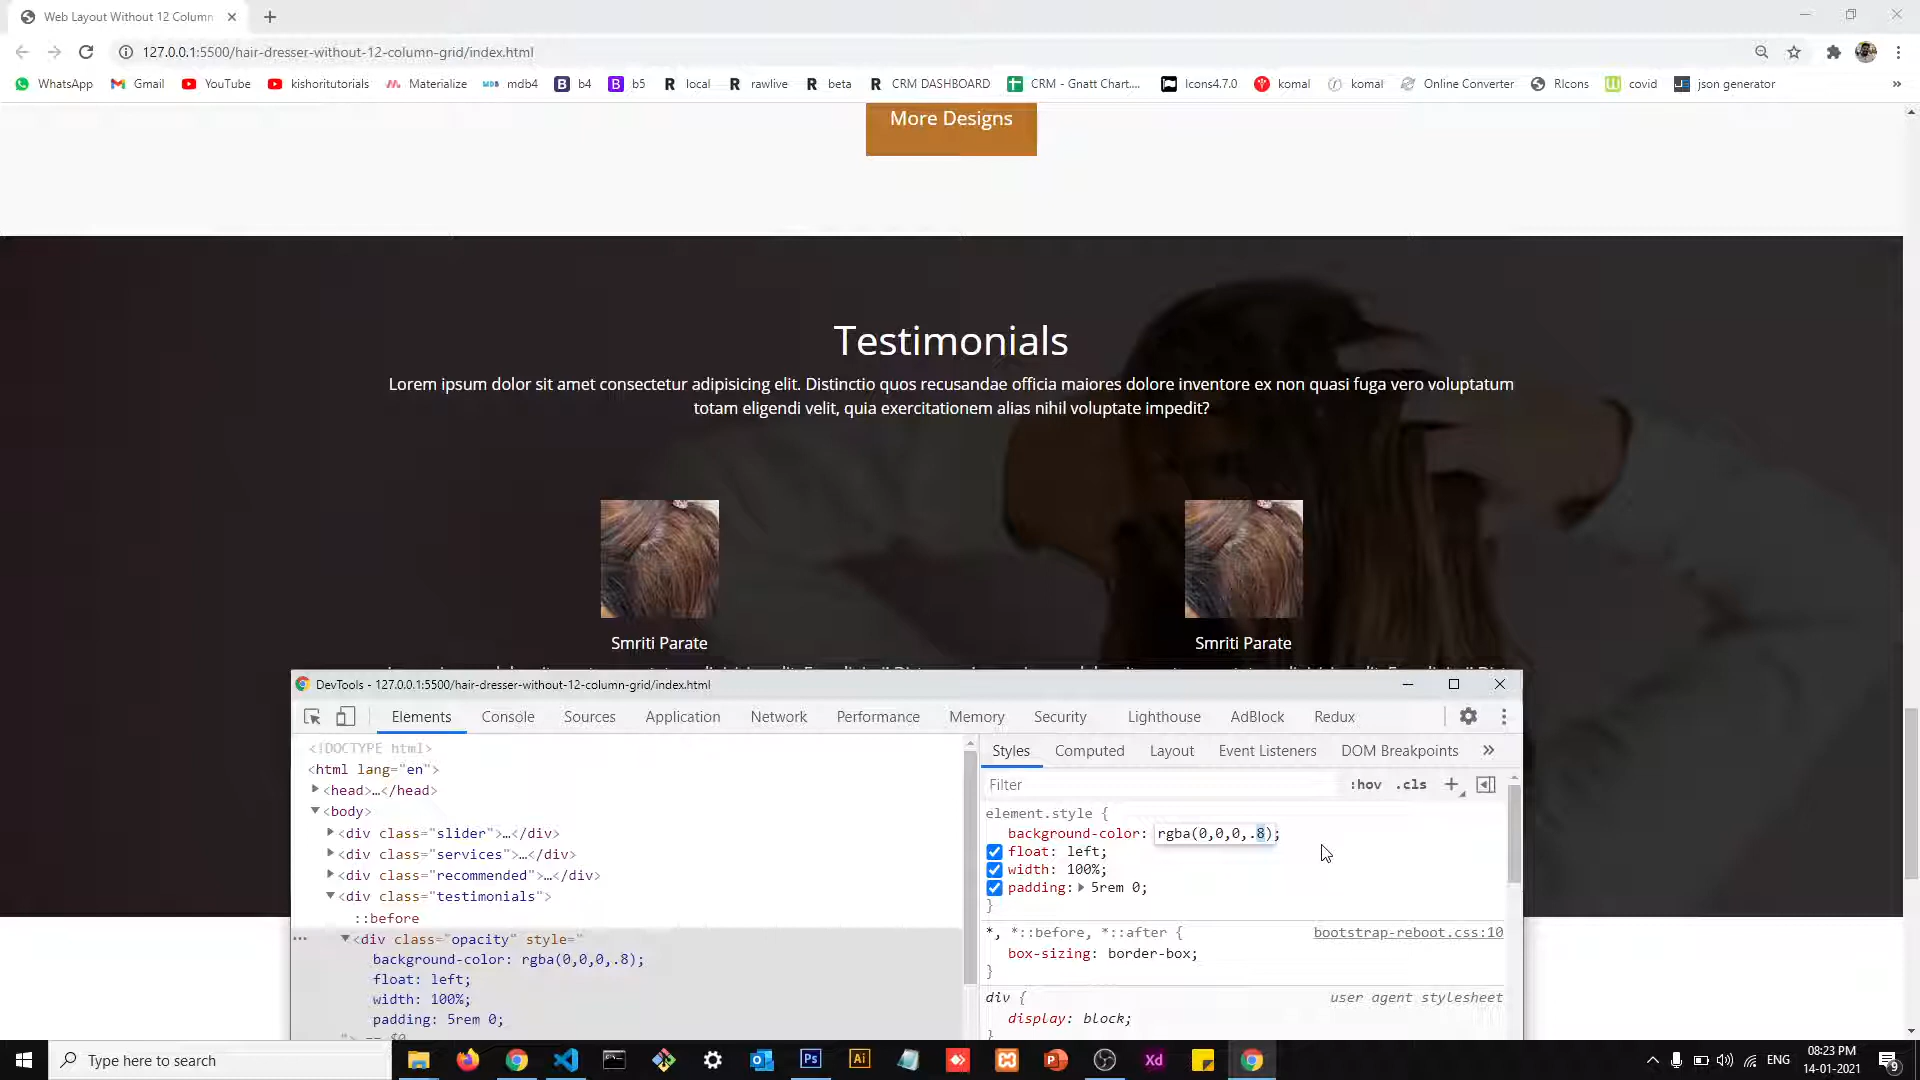 Web Layout Without 12 Column
127.0.0.1:5500/hair-dresser-without-12-column-grid/index.html
WhatsApp Gmail YouTube kishoritutorials Materialize mdb4 b4 b5 local rawlive beta CRM DASHBOARD CRM - Gnatt Chart.... Icons4.7.0 komal komal Online Converter RIcons covid json generator »
More Designs
Testimonials
Lorem ipsum dolor sit amet consectetur adipisicing elit. Distinctio quos recusandae officia maiores dolore inventore ex non quasi fuga vero voluptatum
totam eligendi velit, quia exercitationem alias nihil voluptate impedit?
Smriti Parate
Smriti Parate
DevTools - 127.0.0.1:5500/hair-dresser-without-12-column-grid/index.html
Elements Console Sources Application Network Performance Memory Security Lighthouse AdBlock Redux
<!DOCTYPE html>
<html lang="en">
<head>…</head>
<body>
<div class="slider">…</div>
<div class="services">…</div>
<div class="recommended">…</div>
<div class="testimonials">
::before
<div class="opacity" style="
background-color: rgba(0,0,0,.8);
float: left;
width: 100%;
padding: 5rem 0;
"> == $0
Styles Computed Layout Event Listeners DOM Breakpoints »
Filter :hov .cls +
element.style {
background-color: rgba(0,0,0,.8);
float: left;
width: 100%;
padding: 5rem 0;
}
*, *::before, *::after { bootstrap-reboot.css:10
box-sizing: border-box;
}
div { user agent stylesheet
display: block;
}
Type here to search
Ps Ai Xd
ENG
08:23 PM
14-01-2021
9